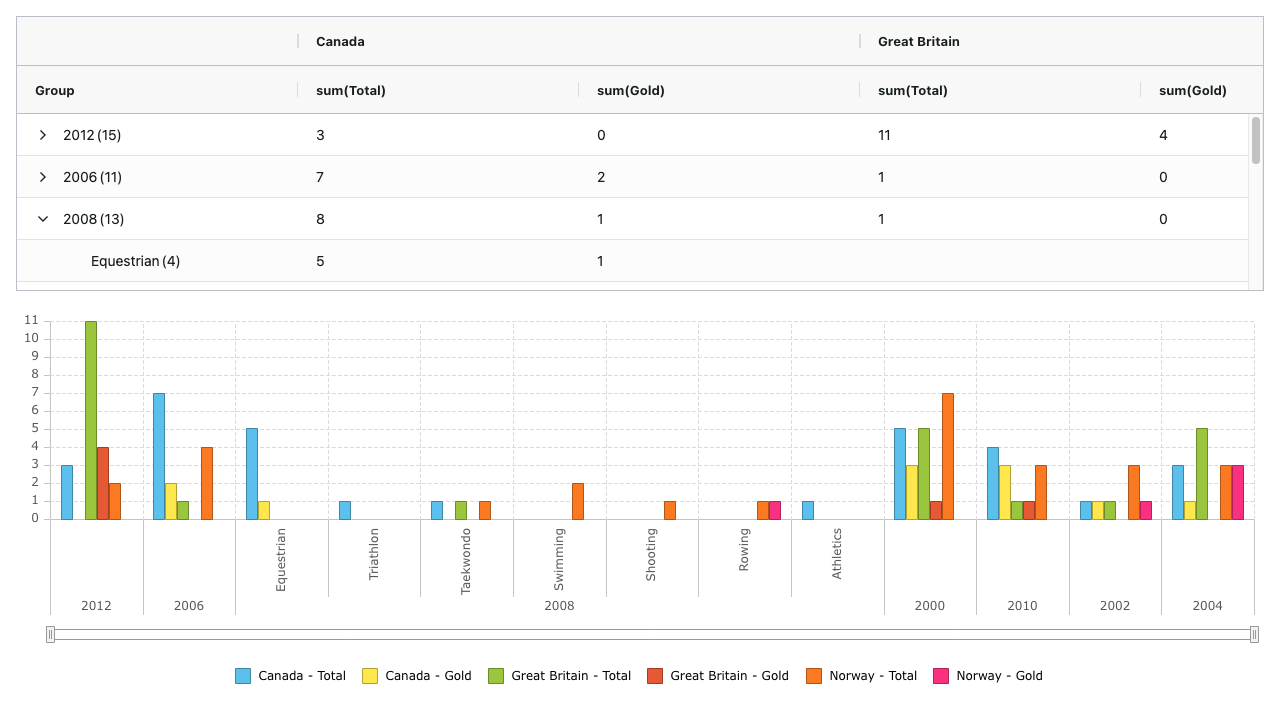 Canada Great Britain
Group sum(Total) sum(Gold) sum(Total) sum(Gold)
2012 (15) 3 0 11 4
2006 (11) 7 2 1 0
2008 (13) 8 1 1 0
Equestrian (4) 5 1
11
10
9
8
7
6
5
4
3
2
1
0
Equestrian Triathlon Taekwondo Swimming Shooting Rowing Athletics
2012 2006 2008 2000 2010 2002 2004
Canada - Total Canada - Gold Great Britain - Total Great Britain - Gold Norway - Total Norway - Gold